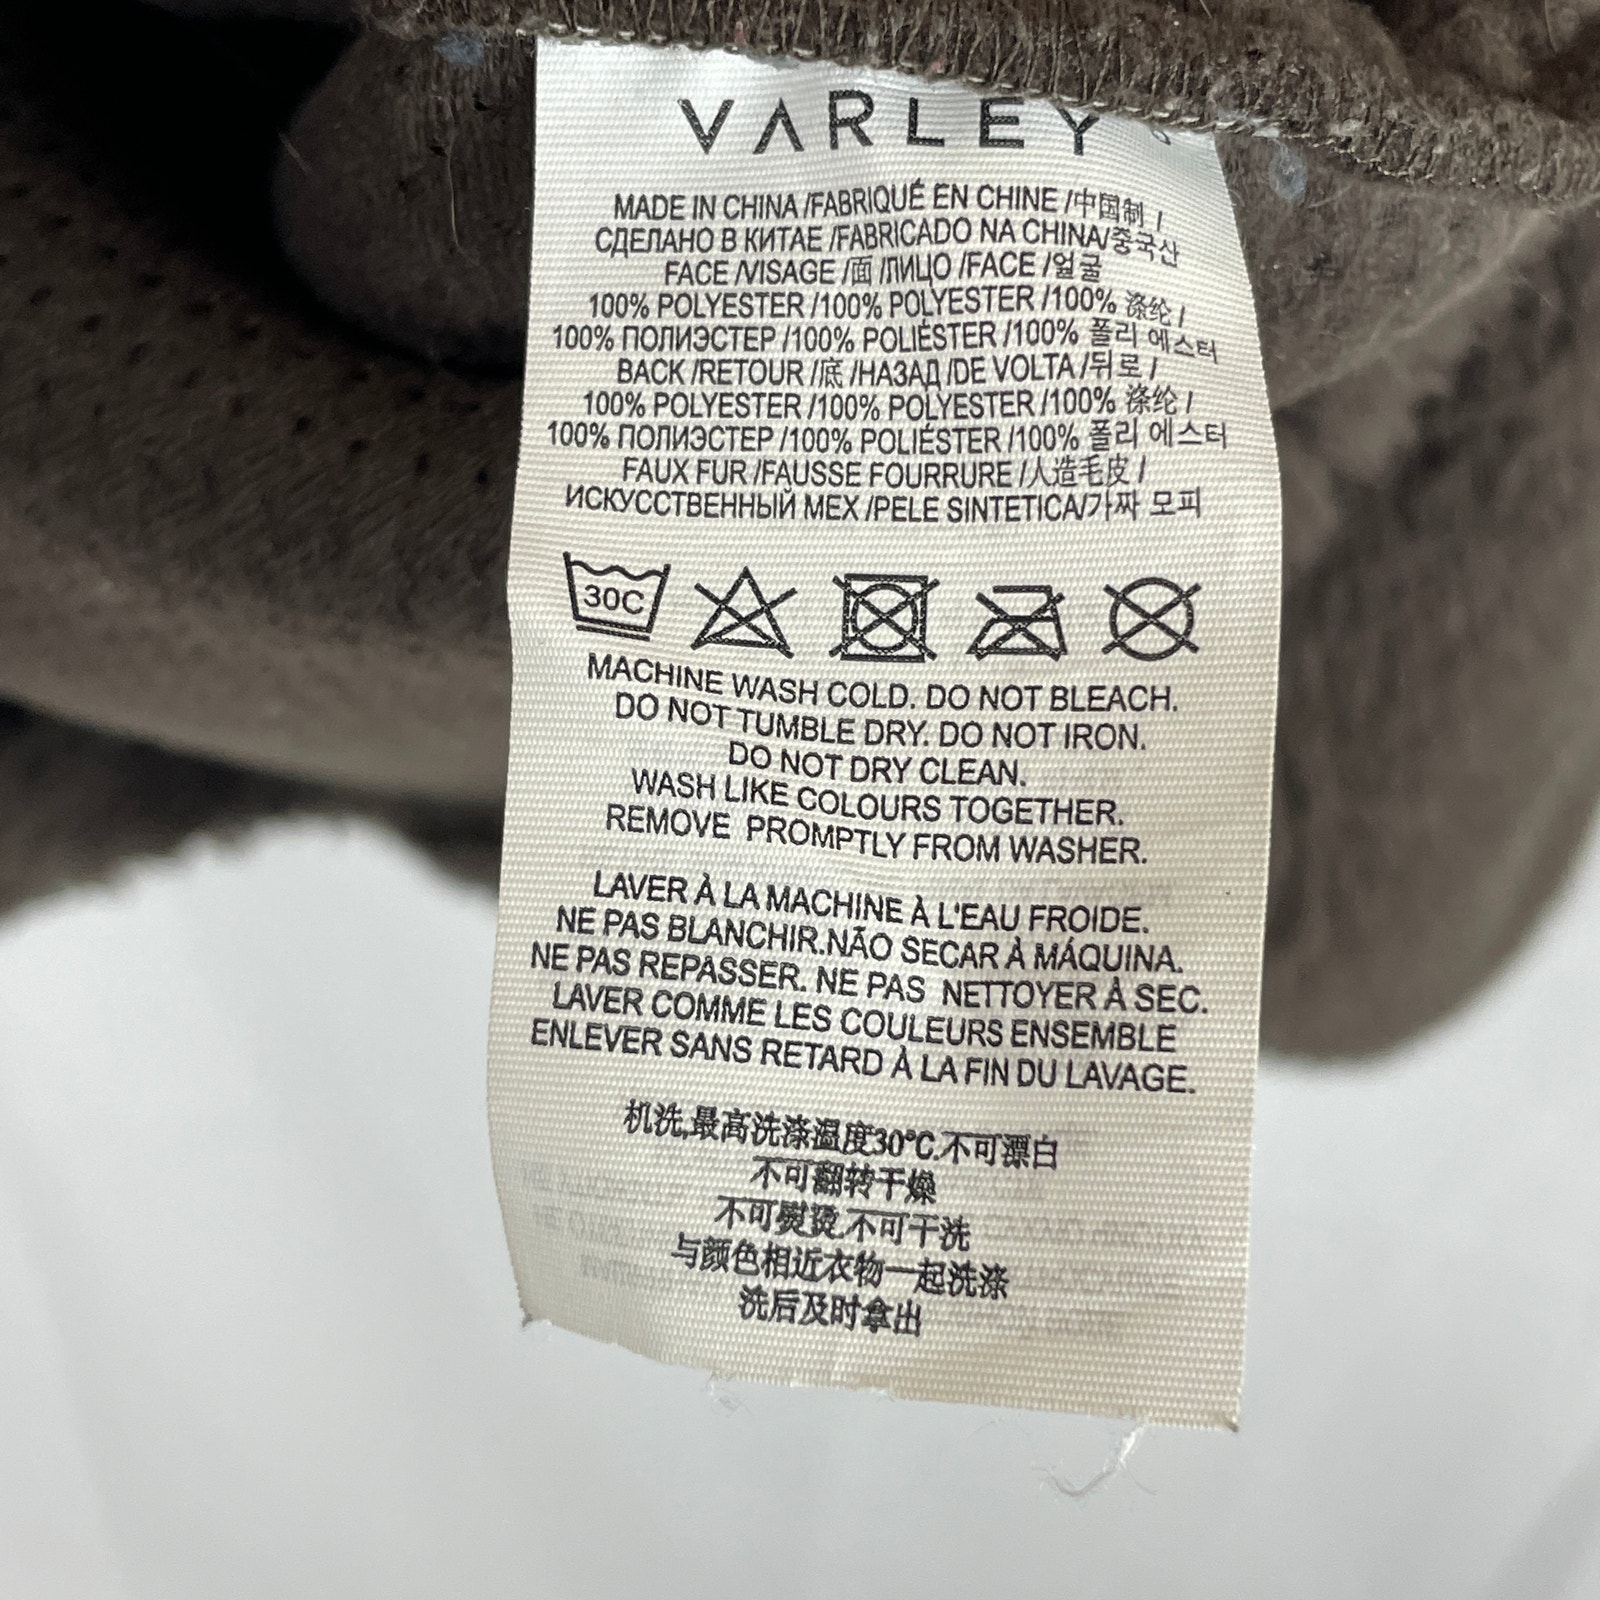 VARLEY
MADE IN CHINA /FABRIQUÉ EN CHINE /中国制 /
СДЕЛАНО В КИТАЕ /FABRICADO NA CHINA/중국산
FACE /VISAGE /面 /ЛИЦО /FACE /얼굴
100% POLYESTER /100% POLYESTER /100% 涤纶 /
100% ПОЛИЭСТЕР /100% POLIÉSTER /100% 폴리 에스터
BACK /RETOUR /底 /НАЗАД /DE VOLTA /뒤로 /
100% POLYESTER /100% POLYESTER /100% 涤纶 /
100% ПОЛИЭСТЕР /100% POLIÉSTER /100% 폴리 에스터
FAUX FUR /FAUSSE FOURRURE /人造毛皮 /
ИСКУССТВЕННЫЙ МЕХ /PELE SINTETICA/가짜 모피
30C
MACHINE WASH COLD. DO NOT BLEACH.
DO NOT TUMBLE DRY. DO NOT IRON.
DO NOT DRY CLEAN.
WASH LIKE COLOURS TOGETHER.
REMOVE PROMPTLY FROM WASHER.
LAVER À LA MACHINE À L'EAU FROIDE.
NE PAS BLANCHIR.NÃO SECAR À MÁQUINA.
NE PAS REPASSER. NE PAS NETTOYER À SEC.
LAVER COMME LES COULEURS ENSEMBLE
ENLEVER SANS RETARD À LA FIN DU LAVAGE.
机洗,最高洗涤温度30°C.不可漂白
不可翻转干燥
不可熨烫.不可干洗
与颜色相近衣物一起洗涤
洗后及时拿出